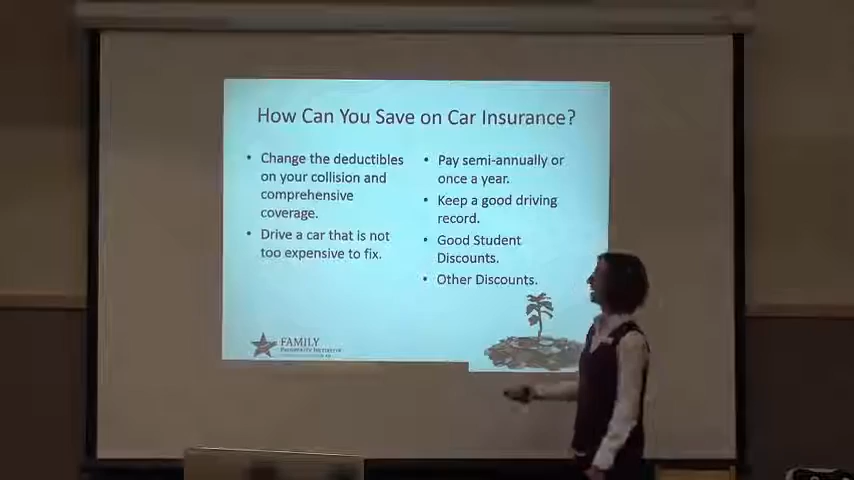 How Can You Save on Car Insurance?
• Change the deductibles
on your collision and
comprehensive
coverage.
• Drive a car that is not
too expensive to fix.
• Pay semi-annually or
once a year.
• Keep a good driving
record.
• Good Student
Discounts.
• Other Discounts.
FAMILY